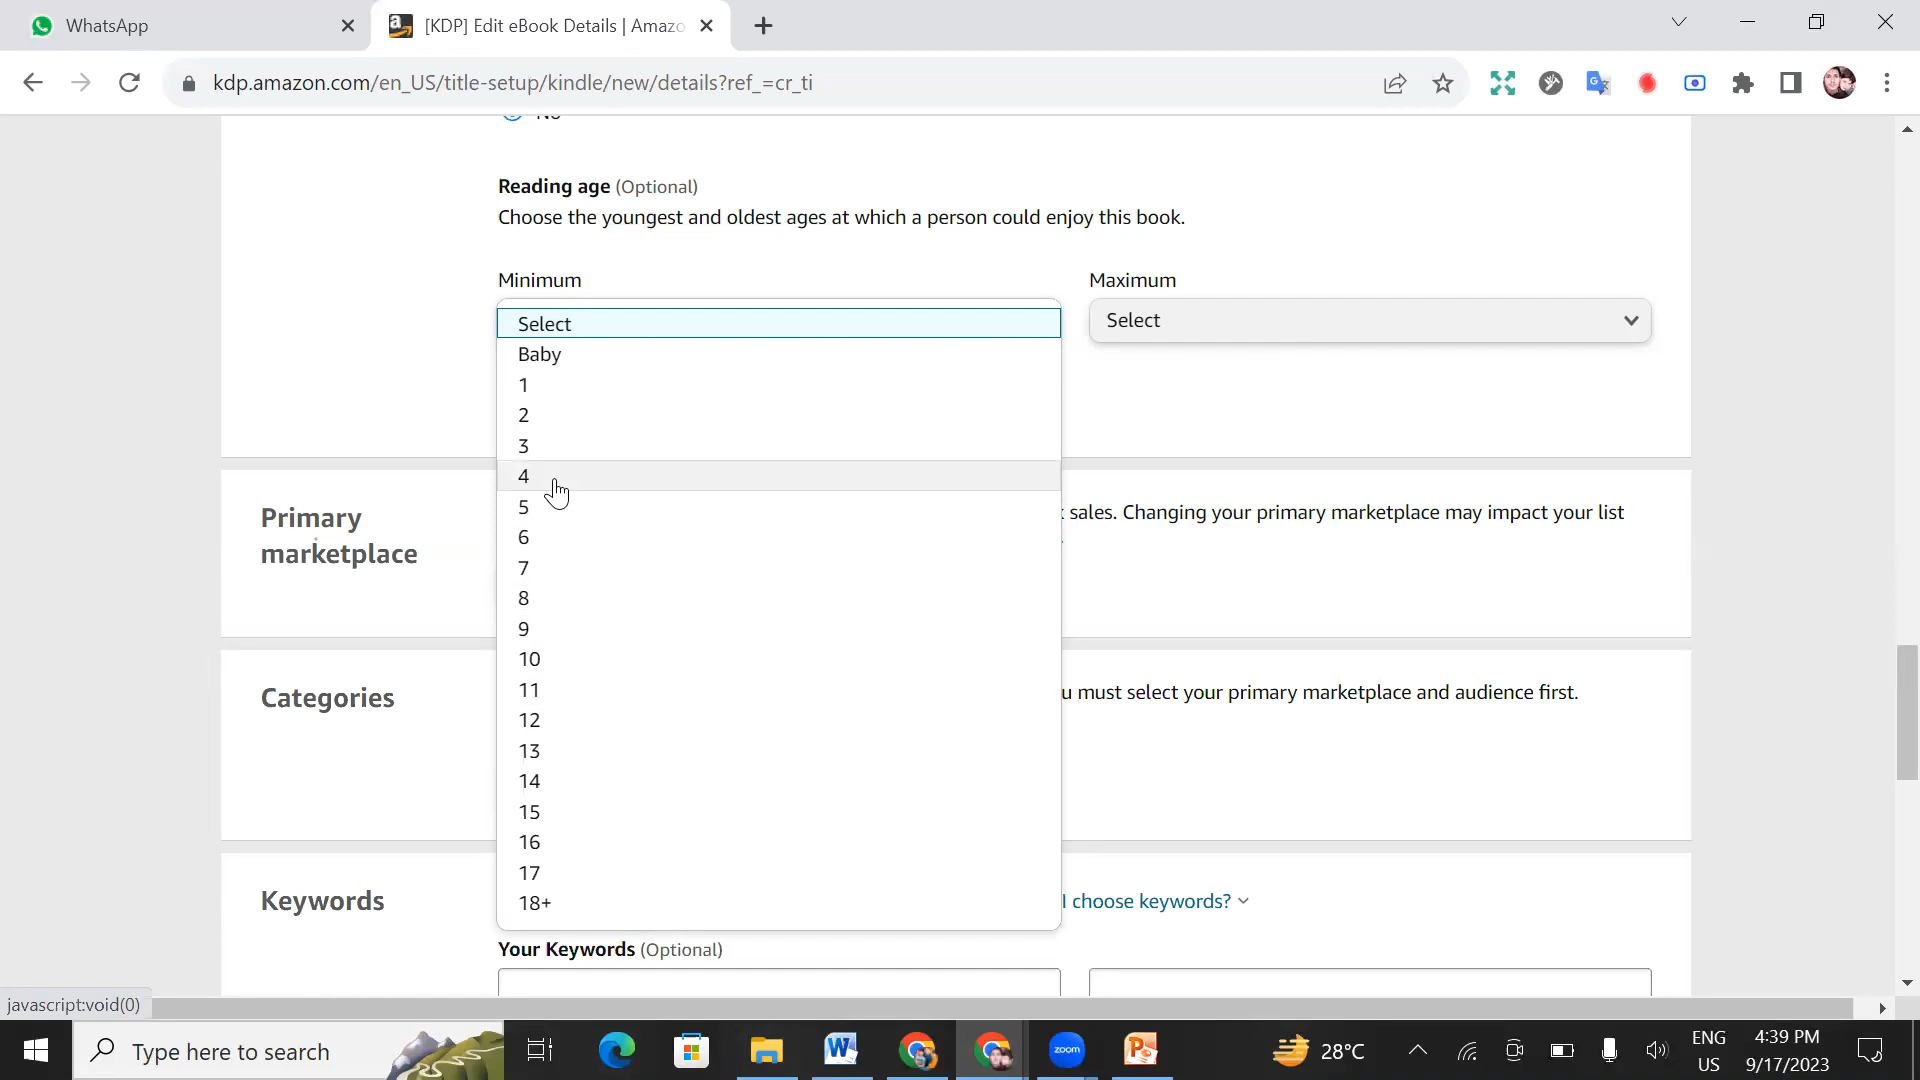 WhatsApp
[KDP] Edit eBook Details | Amazo
kdp.amazon.com/en_US/title-setup/kindle/new/details?ref_=cr_ti
No
Reading age (Optional)
Choose the youngest and oldest ages at which a person could enjoy this book.
Minimum
Maximum
Select
Select
Baby
1
2
3
4
5
6
7
8
9
10
11
12
13
14
15
16
17
18+
Primary
marketplace
sales. Changing your primary marketplace may impact your list
Categories
u must select your primary marketplace and audience first.
Keywords
I choose keywords?
Your Keywords (Optional)
javascript:void(0)
Type here to search
W
zoom
P
28°C
ENG
US
4:39 PM
9/17/2023